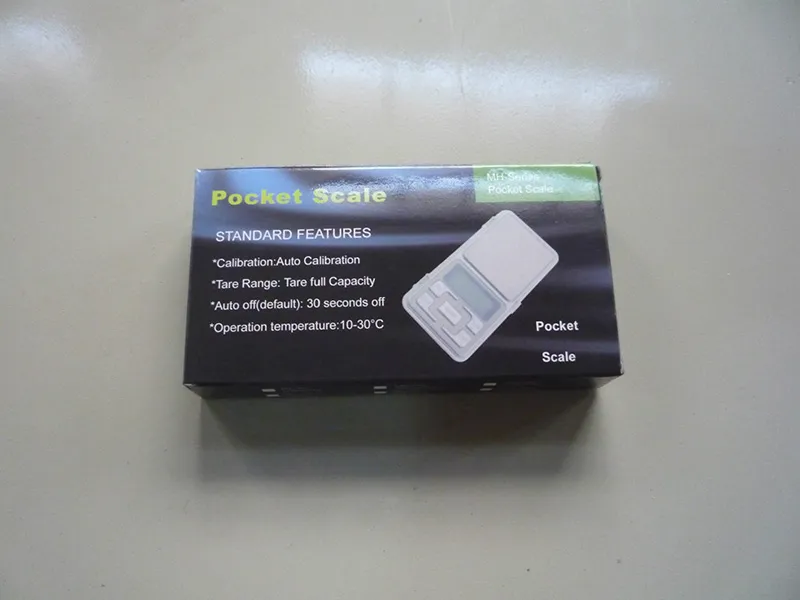 Pocket Scale
MH Series
Pocket Scale
STANDARD FEATURES
*Calibration:Auto Calibration
*Tare Range: Tare full Capacity
*Auto off(default): 30 seconds off
*Operation temperature:10-30°C
Pocket
Scale